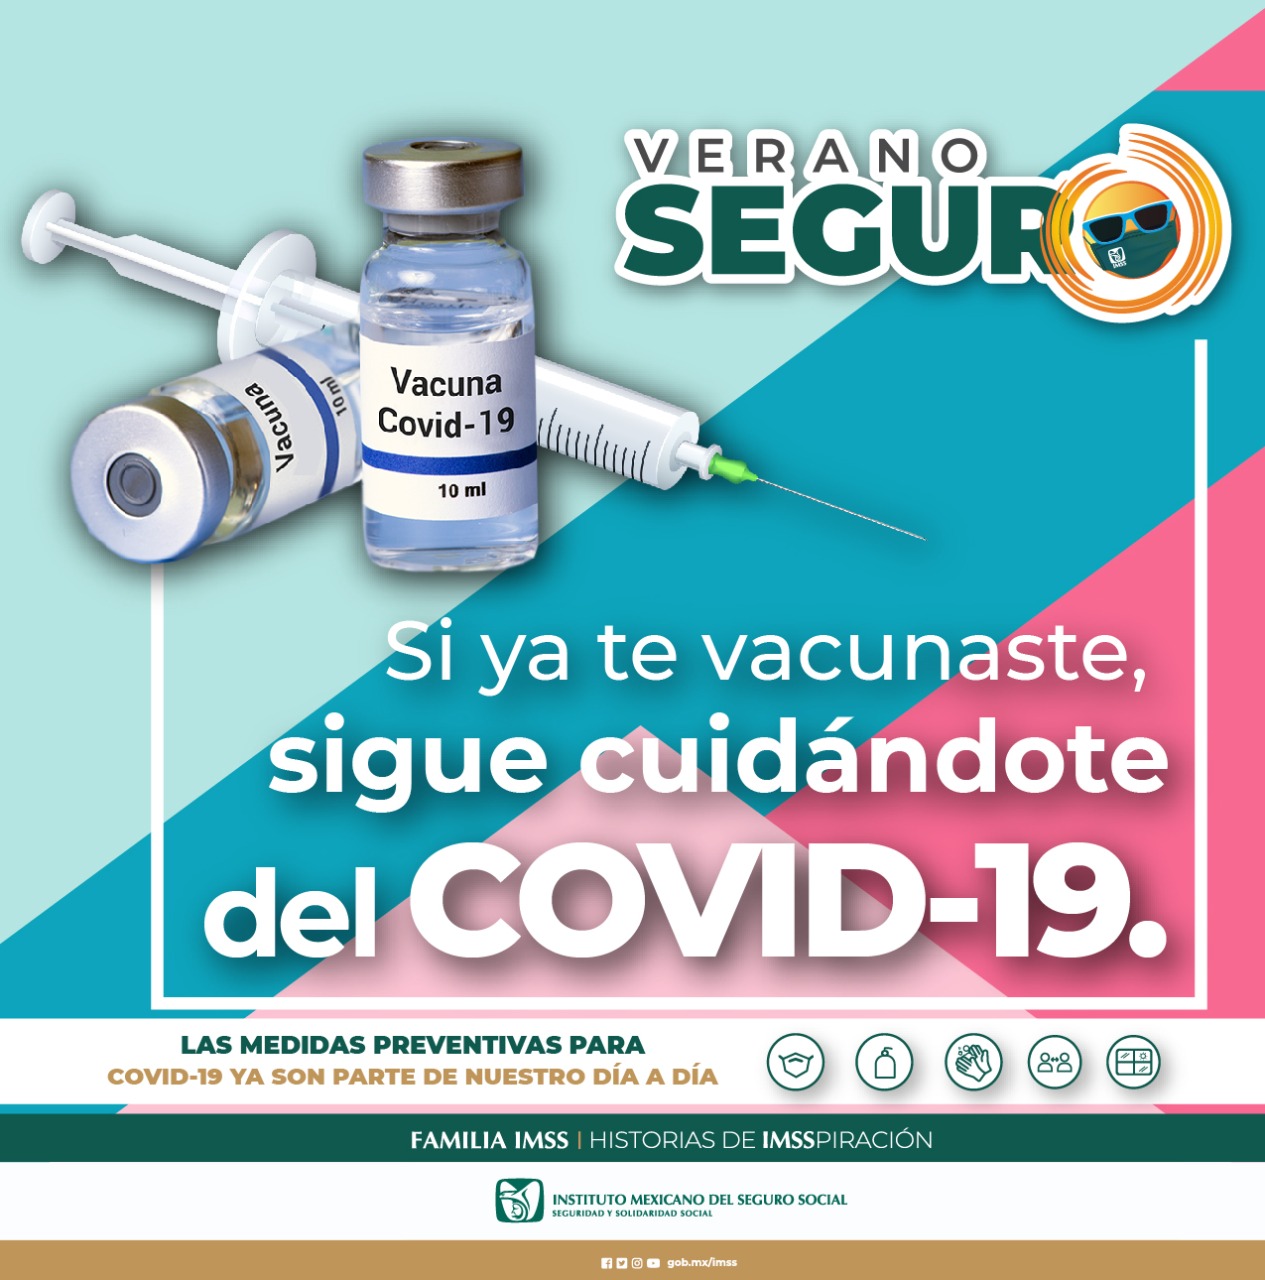 VERANO
SEGURO
IMSS
Vacuna
Covid-19
10 ml
Vacuna
10 ml
Si ya te vacunaste,
sigue cuidándote
del COVID-19.
LAS MEDIDAS PREVENTIVAS PARA
COVID-19 YA SON PARTE DE NUESTRO DÍA A DÍA
FAMILIA IMSS | HISTORIAS DE IMSSPIRACIÓN
INSTITUTO MEXICANO DEL SEGURO SOCIAL
SEGURIDAD Y SOLIDARIDAD SOCIAL
gob.mx/imss